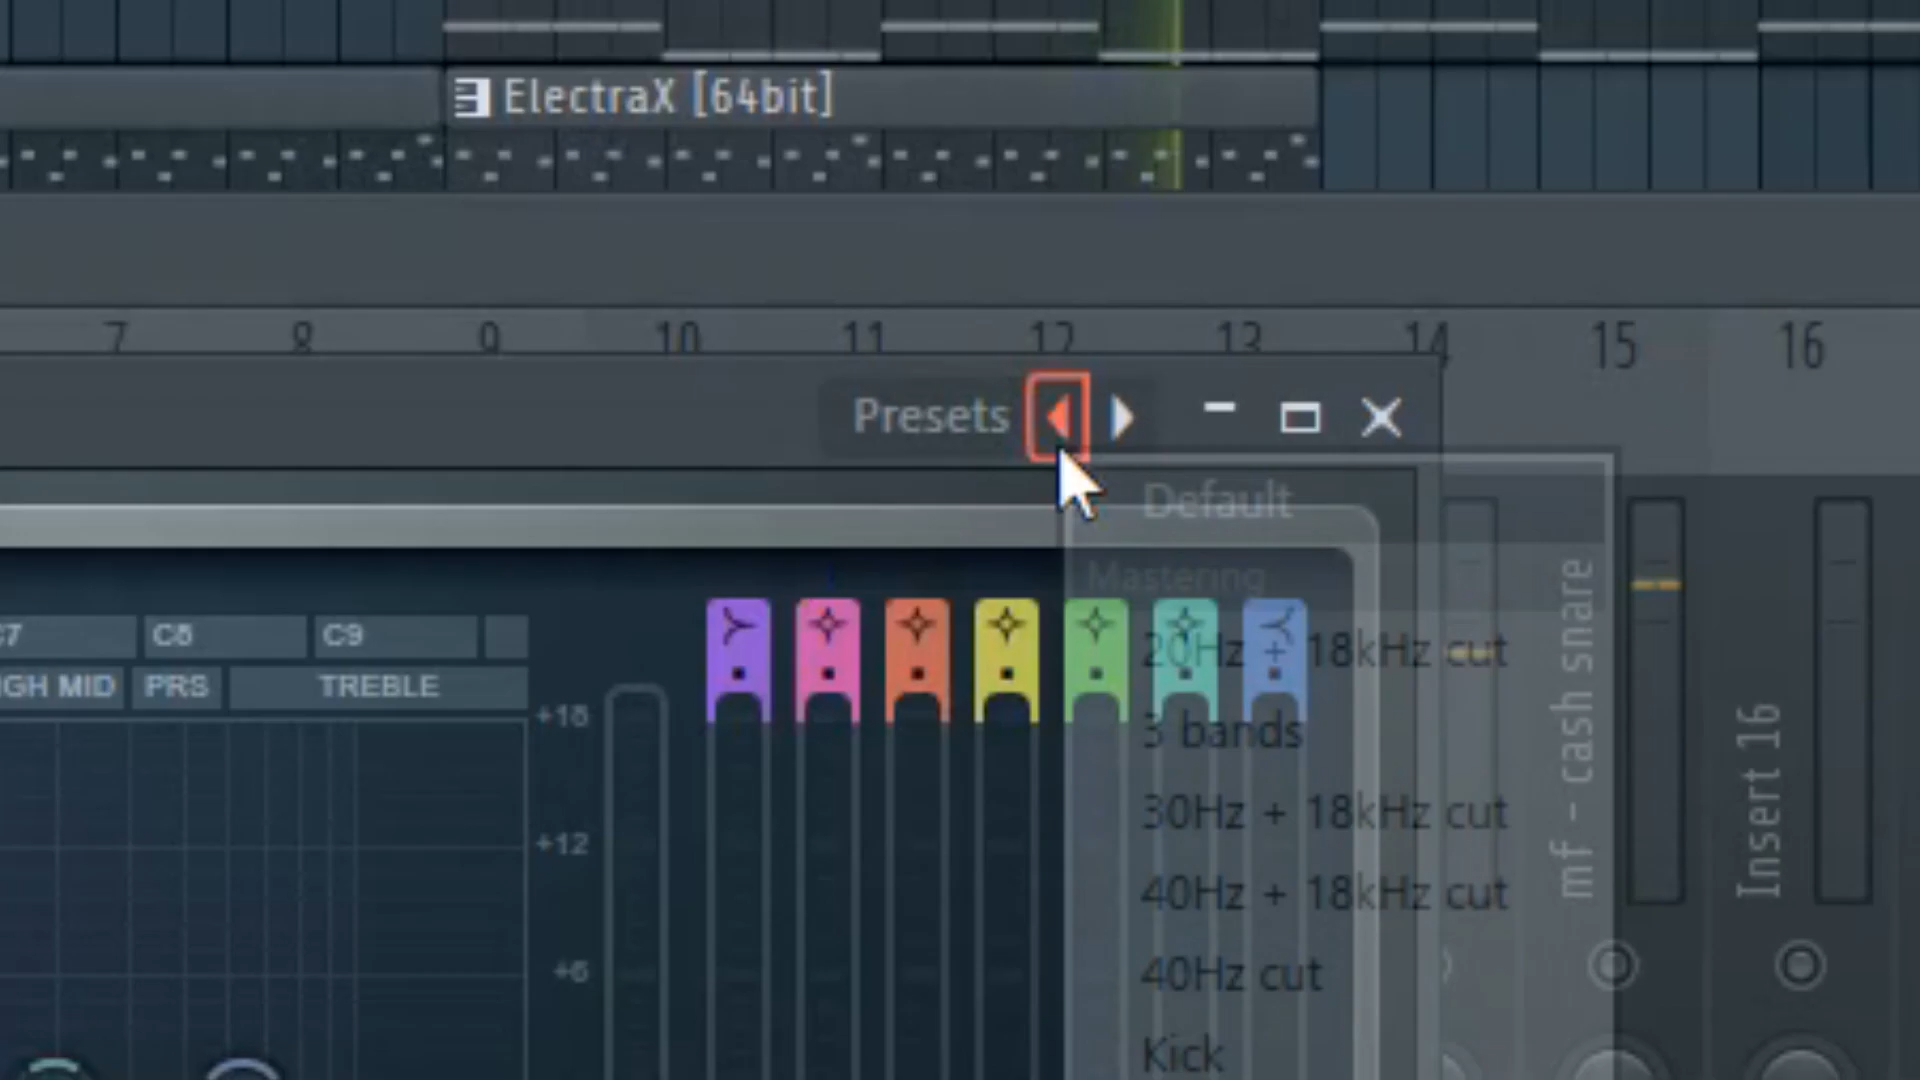 ElectraX [64bit]
7 8 9 10 11 12 13 14 15 16
Presets
Default
Mastering
20Hz + 18kHz cut
3 bands
30Hz + 18kHz cut
40Hz + 18kHz cut
40Hz cut
Kick
C8 C9
PRS TREBLE
+18
+12
+6
mf - cash snare
Insert 16